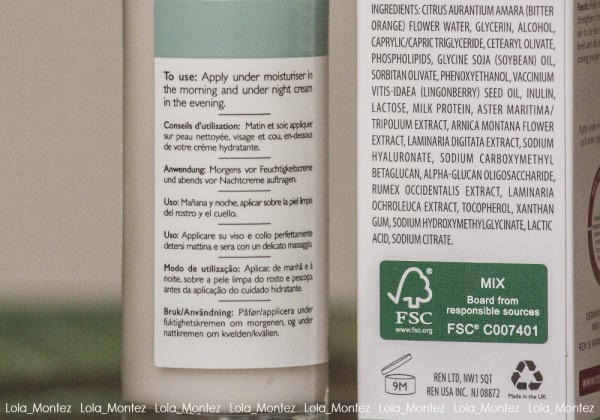 To use: Apply under moisturiser in
the morning and under night cream
in the evening.
Conseils d'utilisation: Matin et soir, appliquer
sur peau nettoyée, visage et cou, en-dessous
de votre crème hydratante.
Anwendung: Morgens vor Feuchtigkeitscreme
und abends vor Nachtcreme auftragen.
Uso: Mañana y noche, aplicar sobre la piel limpia
del rostro y el cuello.
Uso: Applicare su viso e collo perfettamente
detersi mattina e sera con un delicato massaggio.
Modo de utilização: Aplicar, de manhã e à
noite, sobre a pele limpa do rosto e pescoço,
antes da aplicação do cuidado hidratante.
Bruk/Användning: Påfør/applicera under
fuktighetskremen om morgenen, og under
nattkremen om kvelden/kvällen.
INGREDIENTS: CITRUS AURANTIUM AMARA (BITTER
ORANGE) FLOWER WATER, GLYCERIN, ALCOHOL,
CAPRYLIC/CAPRIC TRIGLYCERIDE, CETEARYL OLIVATE,
PHOSPHOLIPIDS, GLYCINE SOJA (SOYBEAN) OIL,
SORBITAN OLIVATE, PHENOXYETHANOL, VACCINIUM
VITIS-IDAEA (LINGONBERRY) SEED OIL, INULIN,
LACTOSE, MILK PROTEIN, ASTER MARITIMA/
TRIPOLIUM EXTRACT, ARNICA MONTANA FLOWER
EXTRACT, LAMINARIA DIGITATA EXTRACT, SODIUM
HYALURONATE, SODIUM CARBOXYMETHYL
BETAGLUCAN, ALPHA-GLUCAN OLIGOSACCHARIDE,
RUMEX OCCIDENTALIS EXTRACT, LAMINARIA
OCHROLEUCA EXTRACT, TOCOPHEROL, XANTHAN
GUM, SODIUM HYDROXYMETHYLGLYCINATE, LACTIC
ACID, SODIUM CITRATE.
FSC
www.fsc.org
MIX
Board from
responsible sources
FSC® C007401
9M
REN LTD, NW1 5QT
REN USA INC. NJ 08872
Made in the UK
Lola_Montez Lola_Montez Lola_Montez Lola_Montez Lola_Montez Lola_Montez Lola_Montez Lola_Montez